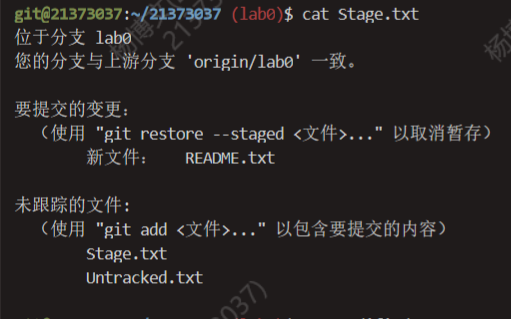 git@21373037:~/21373037 (lab0)$ cat Stage.txt
位于分支 lab0
您的分支与上游分支 'origin/lab0' 一致。
要提交的变更：
（使用 "git restore --staged <文件>..." 以取消暂存）
新文件： README.txt
未跟踪的文件:
（使用 "git add <文件>..." 以包含要提交的内容）
Stage.txt
Untracked.txt